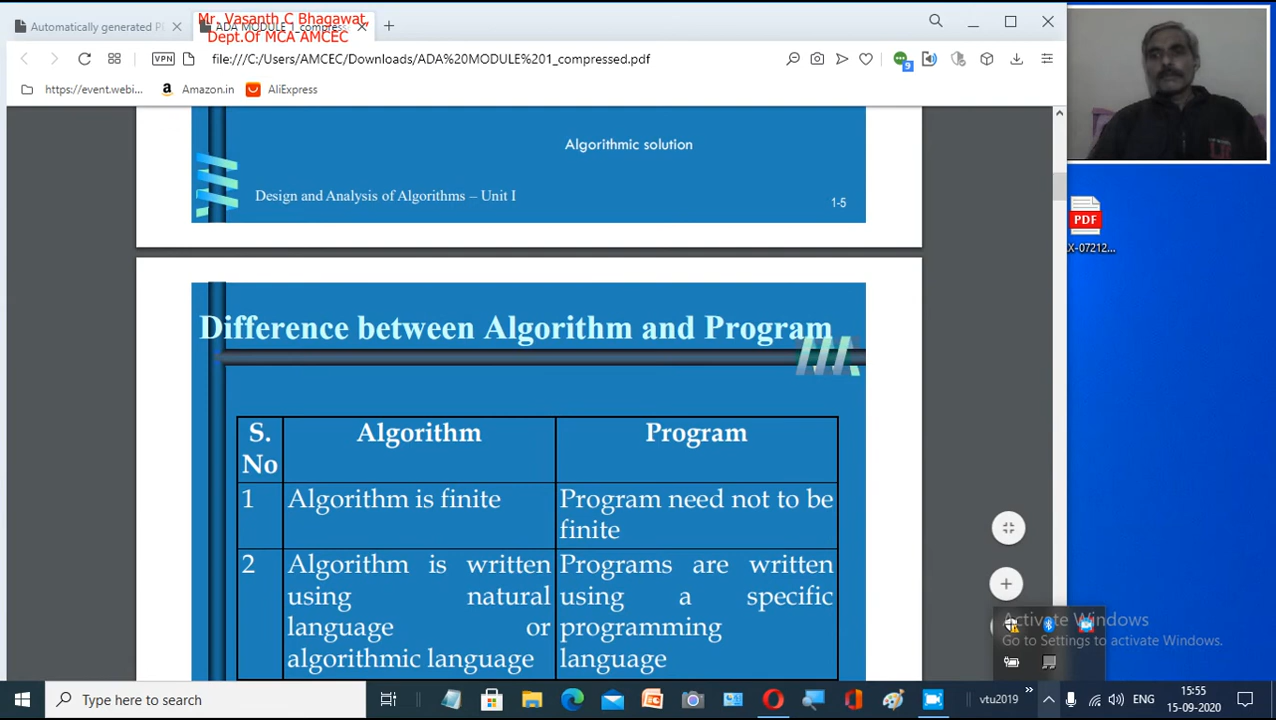 Automatically generated P
ADA MODULE 1_compres
Mr. Vasanth C Bhagawat,
Dept.Of MCA AMCEC
VPN
file:///C:/Users/AMCEC/Downloads/ADA%20MODULE%201_compressed.pdf
9
https://event.webi...
Amazon.in
AliExpress
Algorithmic solution
Design and Analysis of Algorithms – Unit I
1-5
PDF
X-07212...
Difference between Algorithm and Program
S. No
Algorithm
Program
1
Algorithm is finite
Program need not to be
finite
2
Algorithm is written
using natural
language or
algorithmic language
Programs are written
using a specific
programming
language
Activate Windows
Go to Settings to activate Windows.
Type here to search
vtu2019
ENG
15:55
15-09-2020